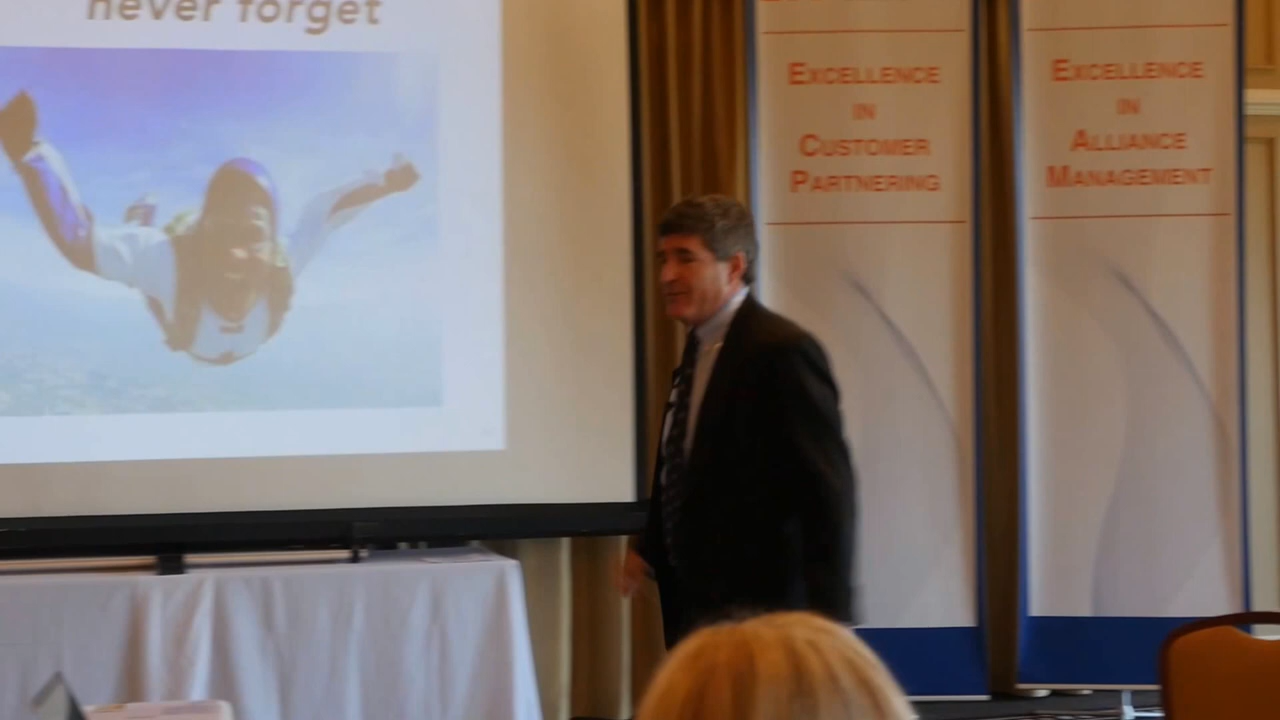 never forget
EXCELLENCE
IN
CUSTOMER
PARTNERING
EXCELLENCE
IN
ALLIANCE
MANAGEMENT